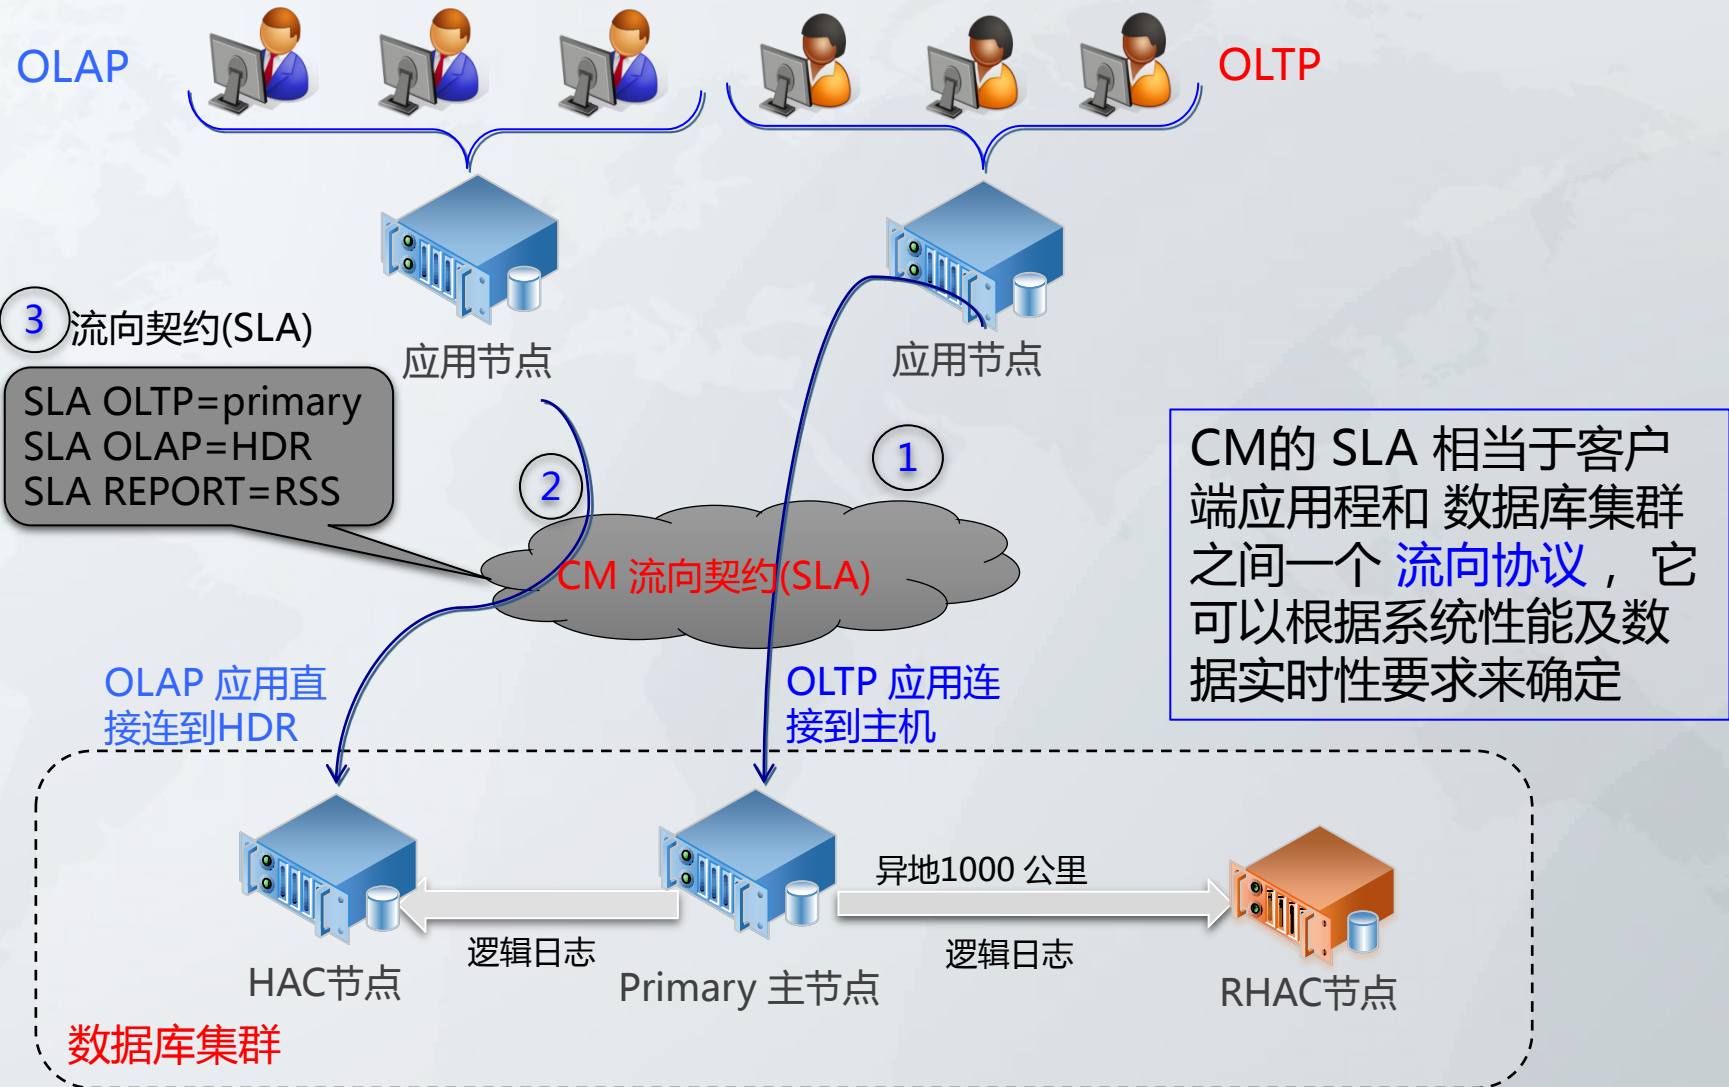 OLAP
OLTP
3
流向契约(SLA)
应用节点
应用节点
SLA OLTP=primary
SLA OLAP=HDR
SLA REPORT=RSS
2
1
CM 流向契约(SLA)
CM的 SLA 相当于客户
端应用程和 数据库集群
之间一个 流向协议， 它
可以根据系统性能及数
据实时性要求来确定
OLAP 应用直
接连到HDR
OLTP 应用连
接到主机
异地1000 公里
逻辑日志
逻辑日志
HAC节点
Primary 主节点
RHAC节点
数据库集群